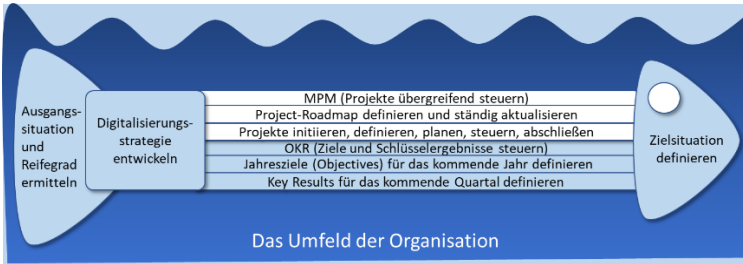 Ausgangs-
situation
und
Reifegrad
ermitteln
Digitalisierungs-
strategie
entwickeln
MPM (Projekte übergreifend steuern)
Project-Roadmap definieren und ständig aktualisieren
Projekte initiieren, definieren, planen, steuern, abschließen
OKR (Ziele und Schlüsselergebnisse steuern)
Jahresziele (Objectives) für das kommende Jahr definieren
Key Results für das kommende Quartal definieren
Zielsituation
definieren
Das Umfeld der Organisation